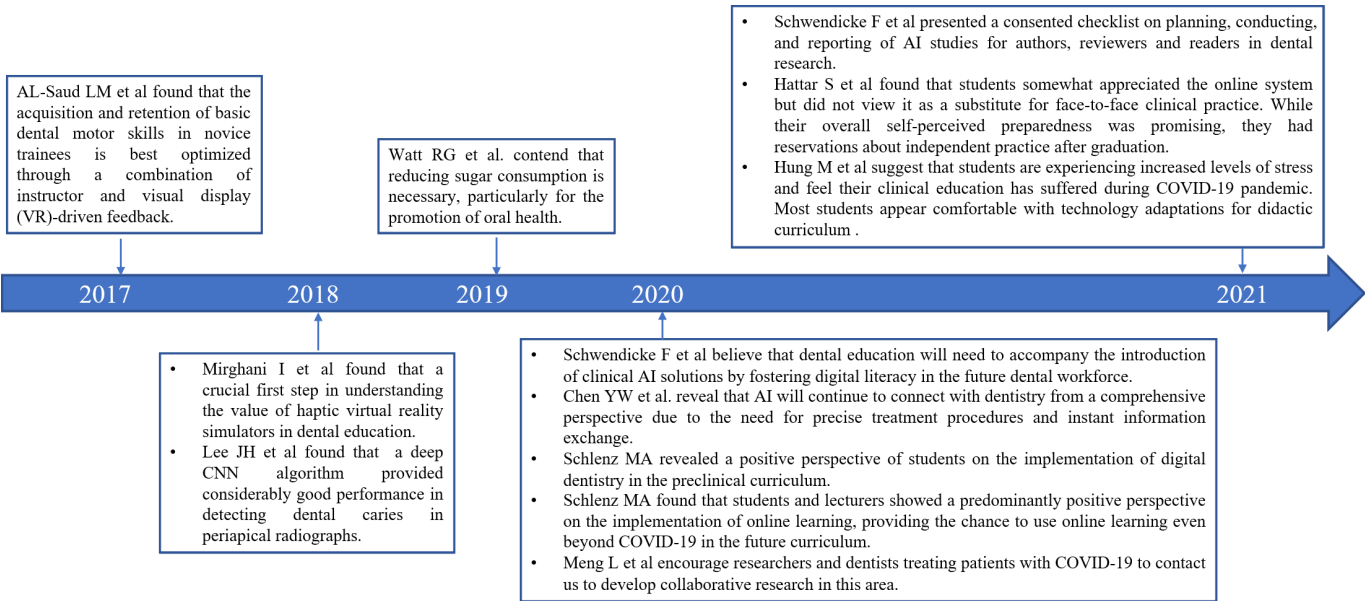 AL-Saud LM et al found that the
acquisition and retention of basic
dental motor skills in novice
trainees is best optimized
through a combination of
instructor and visual display
(VR)-driven feedback.
Watt RG et al. contend that
reducing sugar consumption is
necessary, particularly for the
promotion of oral health.
• Schwendicke F et al presented a consented checklist on planning, conducting,
and reporting of AI studies for authors, reviewers and readers in dental
research.
• Hattar S et al found that students somewhat appreciated the online system
but did not view it as a substitute for face-to-face clinical practice. While
their overall self-perceived preparedness was promising, they had
reservations about independent practice after graduation.
• Hung M et al suggest that students are experiencing increased levels of stress
and feel their clinical education has suffered during COVID-19 pandemic.
Most students appear comfortable with technology adaptations for didactic
curriculum .
2017 2018 2019 2020 2021
• Mirghani I et al found that a
crucial first step in understanding
the value of haptic virtual reality
simulators in dental education.
• Lee JH et al found that a deep
CNN algorithm provided
considerably good performance in
detecting dental caries in
periapical radiographs.
• Schwendicke F et al believe that dental education will need to accompany the introduction
of clinical AI solutions by fostering digital literacy in the future dental workforce.
• Chen YW et al. reveal that AI will continue to connect with dentistry from a comprehensive
perspective due to the need for precise treatment procedures and instant information
exchange.
• Schlenz MA revealed a positive perspective of students on the implementation of digital
dentistry in the preclinical curriculum.
• Schlenz MA found that students and lecturers showed a predominantly positive perspective
on the implementation of online learning, providing the chance to use online learning even
beyond COVID-19 in the future curriculum.
• Meng L et al encourage researchers and dentists treating patients with COVID-19 to contact
us to develop collaborative research in this area.